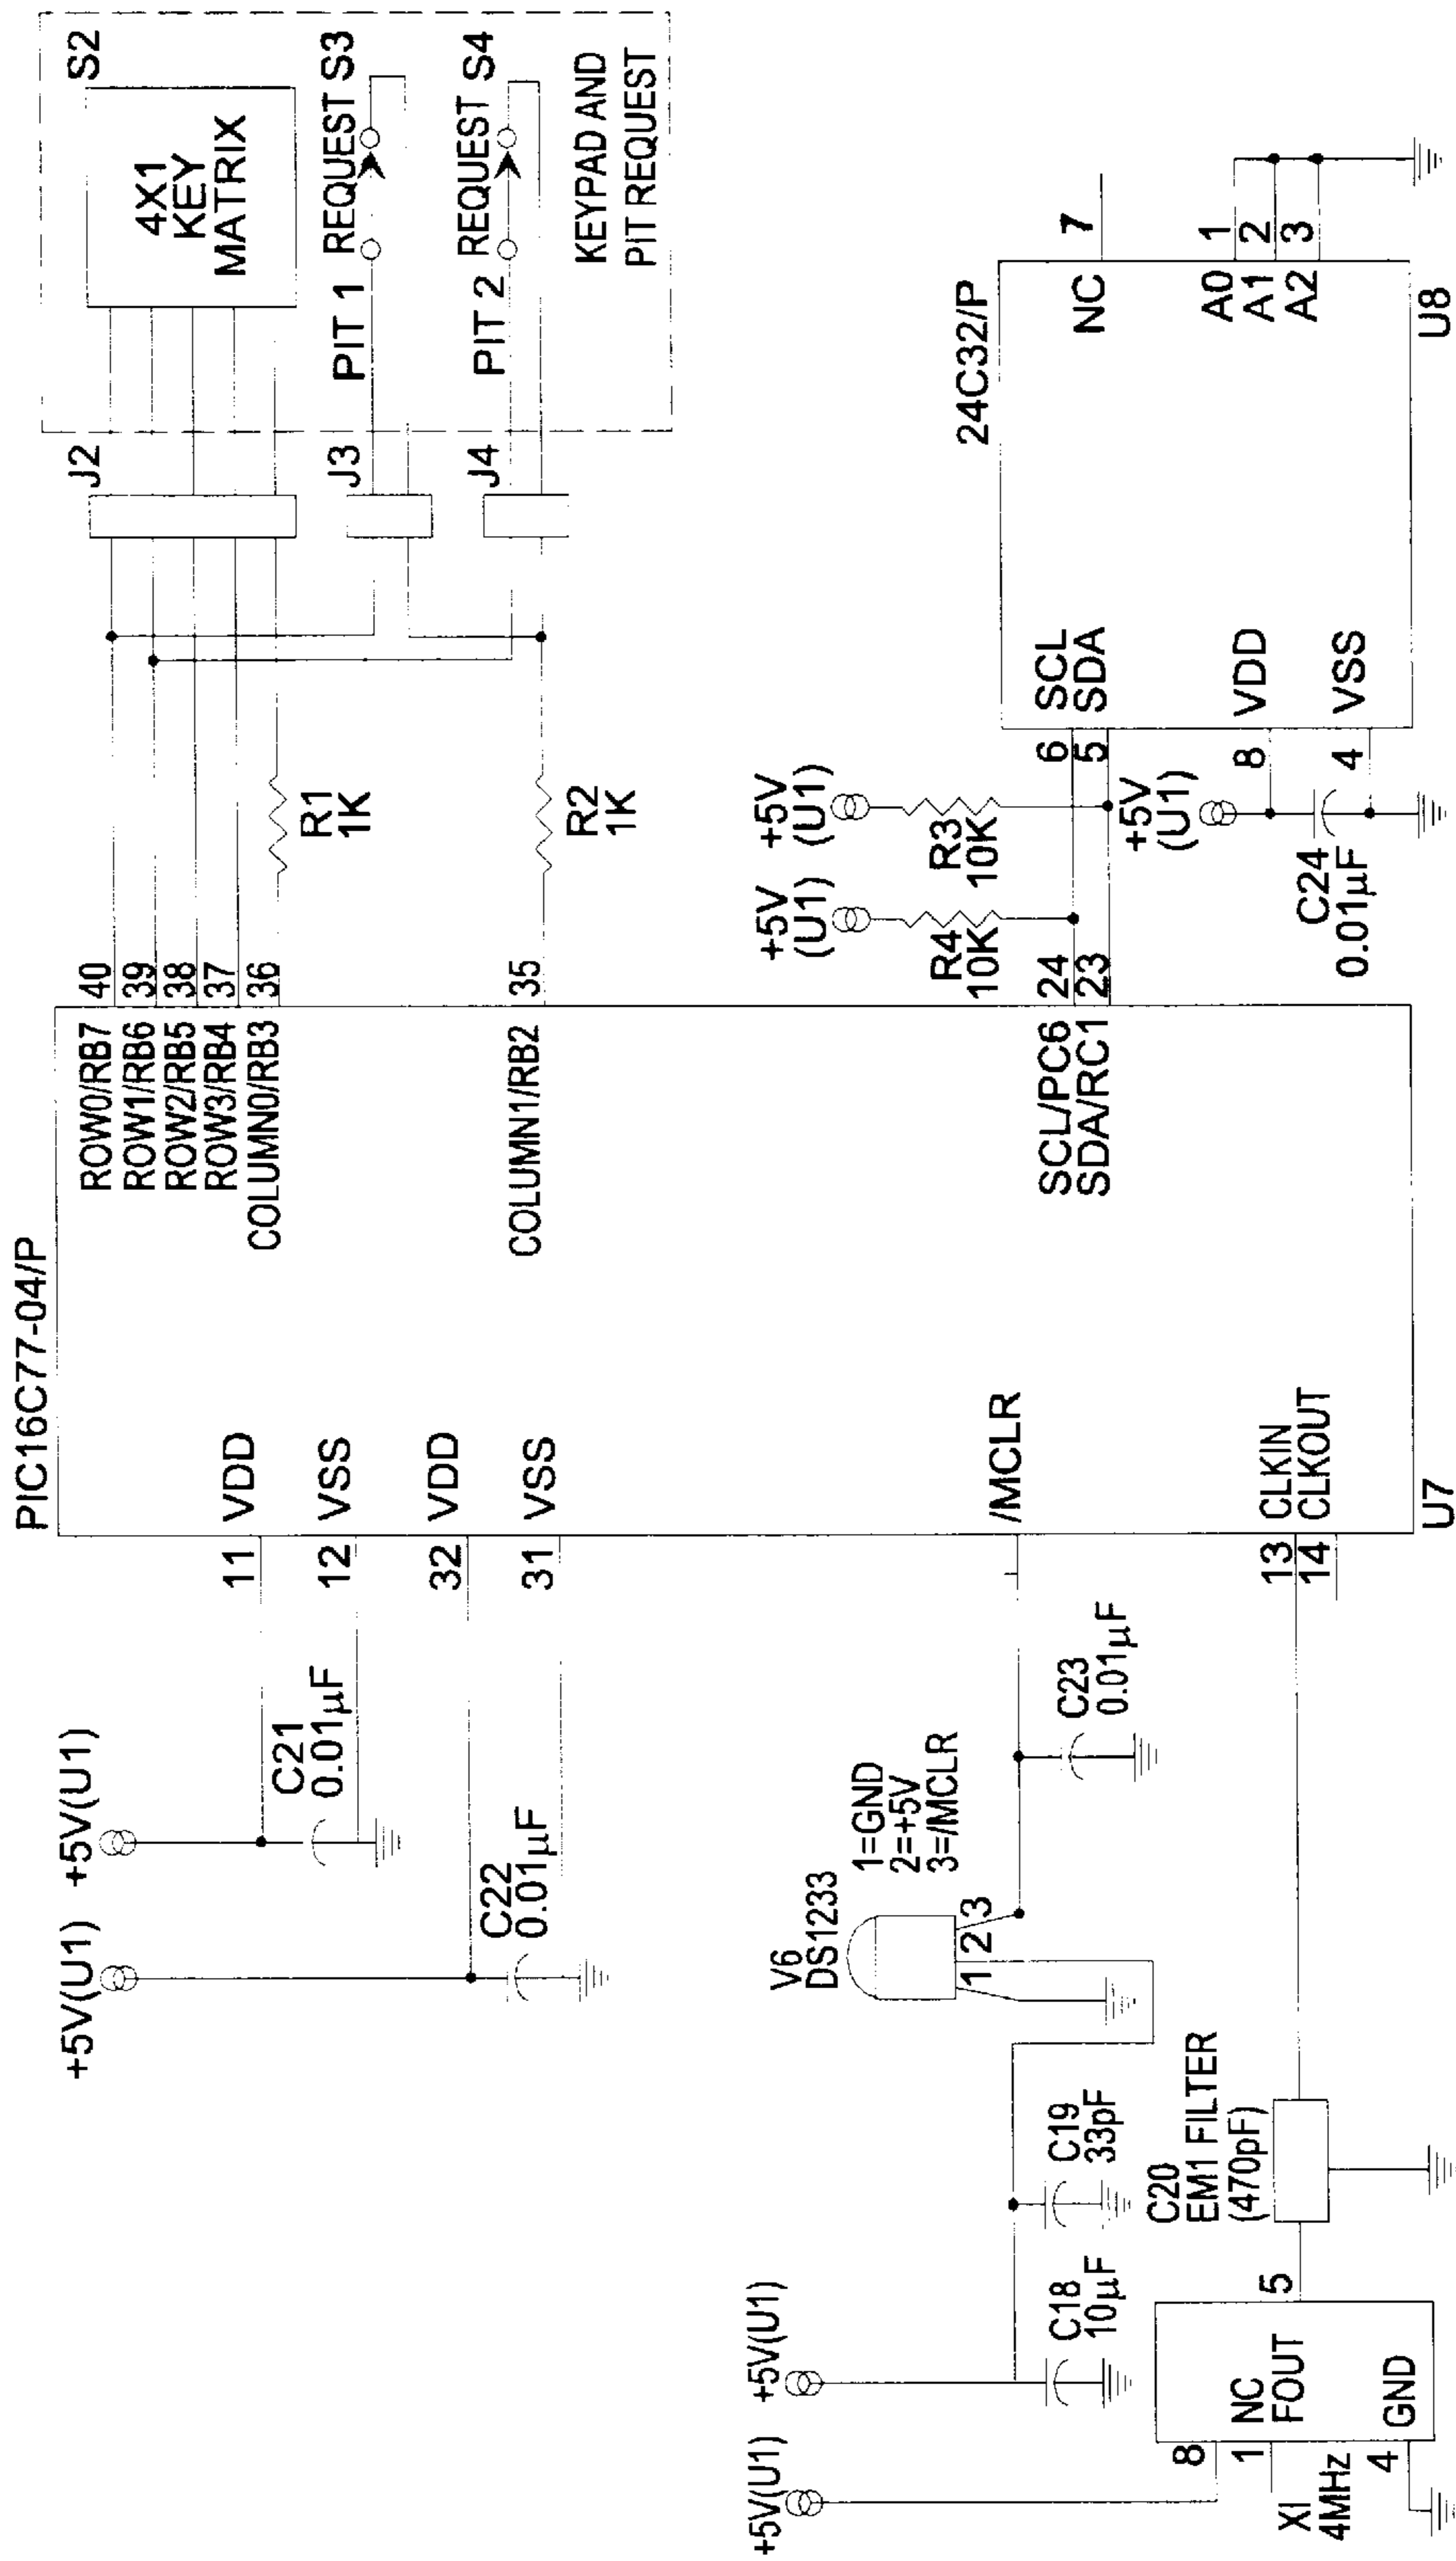 PIC16C77-04/P
U7
ROW0/RB7
ROW1/RB6
ROW2/RB5
ROW3/RB4
COLUMN0/RB3
COLUMN1/RB2
SCL/PC6
SDA/RC1
40
39
38
37
36
35
24
23
VDD
VSS
VDD
VSS
/MCLR
CLKIN
CLKOUT
11
12
32
31
1
13
14
+5V(U1)
+5V(U1)
C21
0.01µF
C22
0.01µF
C23
0.01µF
V6
DS1233
1=GND
2=+5V
3=/MCLR
1 2 3
+5V(U1)
+5V(U1)
C18
10µF
C19
33pF
C20
EM1 FILTER
(470pF)
8
1
4
5
NC
FOUT
GND
XI
4MHz
R1
1K
R2
1K
J2
J3
J4
S2
4X1
KEY
MATRIX
PIT 1 REQUEST S3
PIT 2 REQUEST S4
KEYPAD AND
PIT REQUEST
+5V
(U1)
+5V
(U1)
R4
10K
R3
10K
+5V
(U1)
C24
0.01µF
24C32/P
6
5
8
4
SCL
SDA
VDD
VSS
NC
A0
A1
A2
7
1
2
3
U8